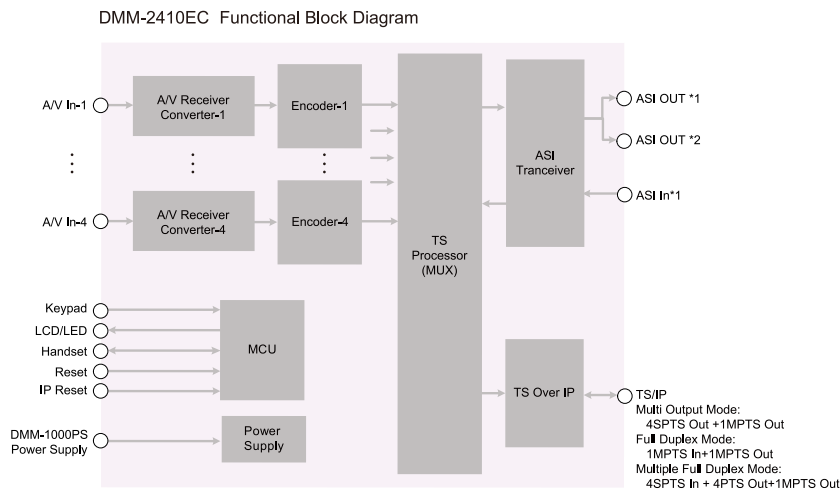 DMM-2410EC Functional Block Diagram
A/V In-1
A/V Receiver
Converter-1
Encoder-1
ASI OUT *1
ASI OUT *2
ASI
Tranceiver
ASI In*1
A/V In-4
A/V Receiver
Converter-4
Encoder-4
TS
Processor
(MUX)
Keypad
LCD/LED
Handset
Reset
IP Reset
MCU
TS Over IP
TS/IP
Multi Output Mode:
4SPTS Out +1MPTS Out
Full Duplex Mode:
1MPTS In+1MPTS Out
Multiple Full Duplex Mode:
4SPTS In + 4PTS Out+1MPTS Out
DMM-1000PS
Power Supply
Power
Supply